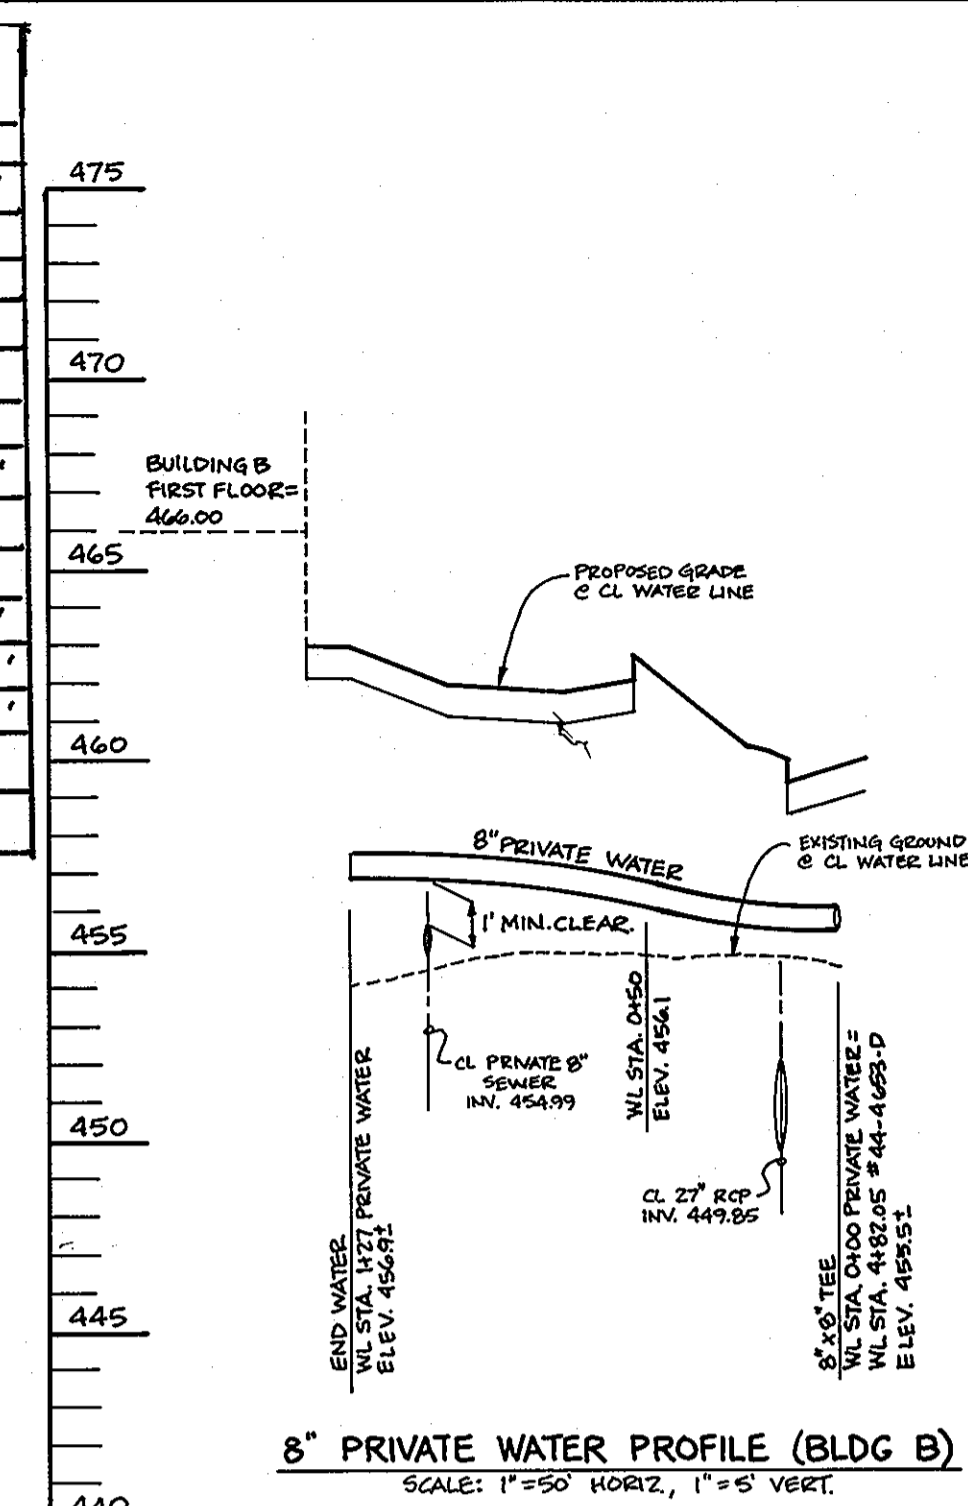 475
470
BUILDING B
FIRST FLOOR=
466.00
465
PROPOSED GRADE
@ CL WATER LINE
460
8" PRIVATE WATER
EXISTING GROUND
@ CL WATER LINE
455
1' MIN. CLEAR.
CL PRIVATE 8"
SEWER
INV. 454.99
WL STA. 0+50
ELEV. 456.1
450
CL 27" RCP
INV. 449.85
END WATER
WL STA. 1+27 PRIVATE WATER
ELEV. 456.9±
8"X8" TEE
WL STA. 0+00 PRIVATE WATER=
WL STA. 4+82.05 #44-4653-D
ELEV. 455.5±
445
8" PRIVATE WATER PROFILE (BLDG B)
SCALE: 1"=50' HORIZ., 1"=5' VERT.
440